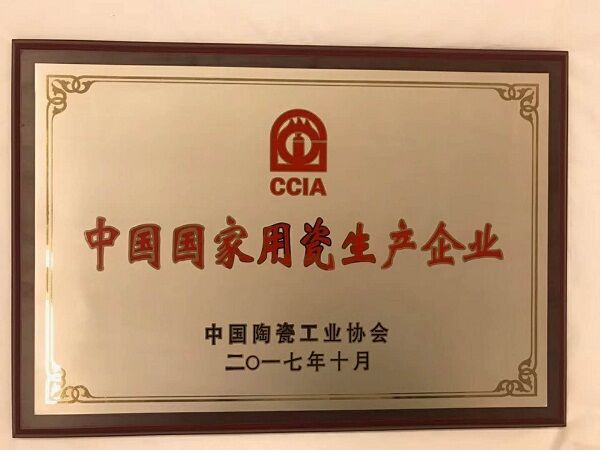 CCIA
中国国家用瓷生产企业
中国陶瓷工业协会
二〇一七年十月